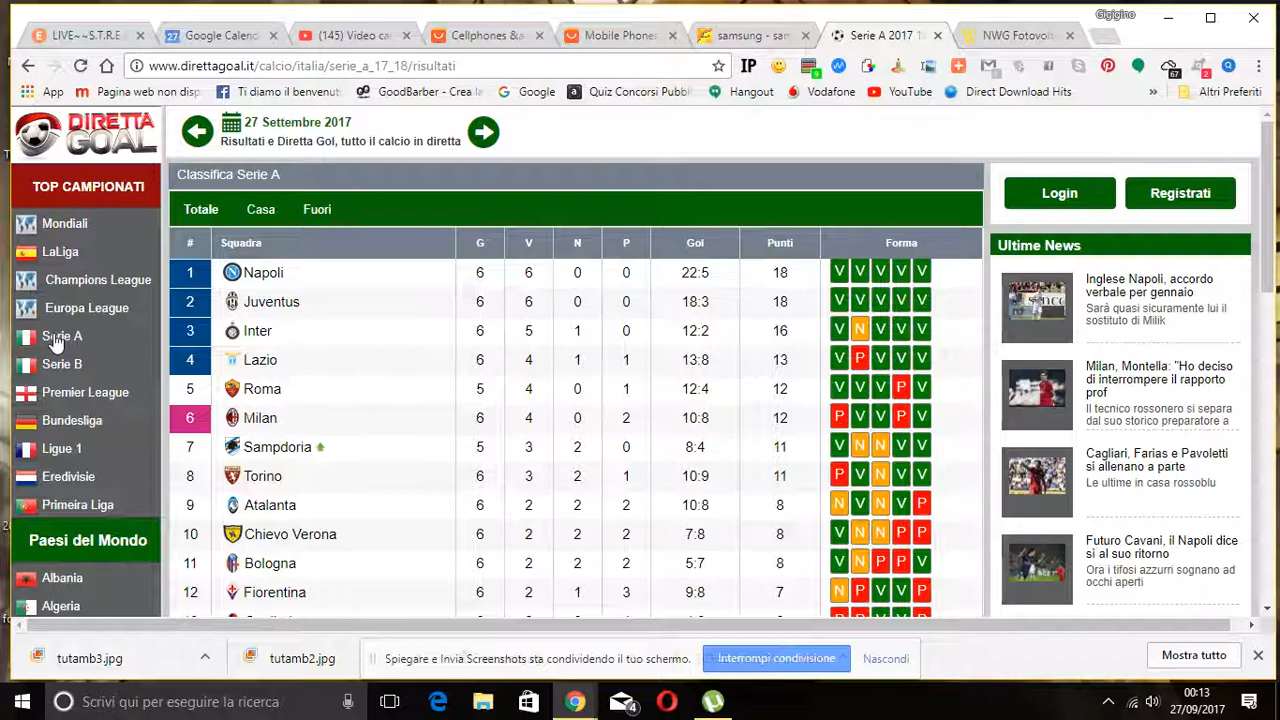 Gigigino
LIVE~~S.T.R.E
Google Calend
(145) Video ca
Cellphones &a
Mobile Phone
samsung - sam
Serie A 2017 1
NWG Fotovolt
www.direttagoal.it/calcio/italia/serie_a_17_18/risultati
IP
9
67
2
App
Pagina web non disp
Ti diamo il benvenut
GoodBarber - Crea la
Google
Quiz Concorsi Pubbl
Hangout
Vodafone
YouTube
Direct Download Hits
»
Altri Preferiti
DIRETTA
GOAL
27 Settembre 2017
Risultati e Diretta Gol, tutto il calcio in diretta
TOP CAMPIONATI
Mondiali
LaLiga
Champions League
Europa League
Serie A
Serie B
Premier League
Bundesliga
Ligue 1
Eredivisie
Primeira Liga
Paesi del Mondo
Albania
Algeria
Classifica Serie A
Totale Casa Fuori
# Squadra G V N P Gol Punti Forma
1 Napoli 6 6 0 0 22:5 18 V V V V V
2 Juventus 6 6 0 0 18:3 18 V V V V V
3 Inter 6 5 1 0 12:2 16 V N V V V
4 Lazio 6 4 1 1 13:8 13 V P V V V
5 Roma 5 4 0 1 12:4 12 V V V P V
6 Milan 6 4 0 2 10:8 12 P V V P V
7 Sampdoria 5 3 2 0 8:4 11 V N N V V
8 Torino 6 3 2 1 10:9 11 P V N V V
9 Atalanta 6 2 2 2 10:8 8 N V N V P
10 Chievo Verona 6 2 2 2 7:8 8 V N N P P
11 Bologna 6 2 2 2 5:7 8 V N P P V
12 Fiorentina 6 2 1 3 9:8 7 N P V V P
Login
Registrati
Ultime News
Inglese Napoli, accordo
verbale per gennaio
Sarà quasi sicuramente lui il
sostituto di Milik
Milan, Montella: "Ho deciso
di interrompere il rapporto
prof
Il tecnico rossonero si separa
dal suo storico preparatore a
Cagliari, Farias e Pavoletti
si allenano a parte
Le ultime in casa rossoblu
Futuro Cavani, il Napoli dice
sì al suo ritorno
Ora i tifosi azzurri sognano ad
occhi aperti
tutamb3.jpg
tutamb2.jpg
Spiegare e Invia Screenshots sta condividendo il tuo schermo.
Interrompi condivisione
Nascondi
Mostra tutto
Scrivi qui per eseguire la ricerca
4
00:13
27/09/2017